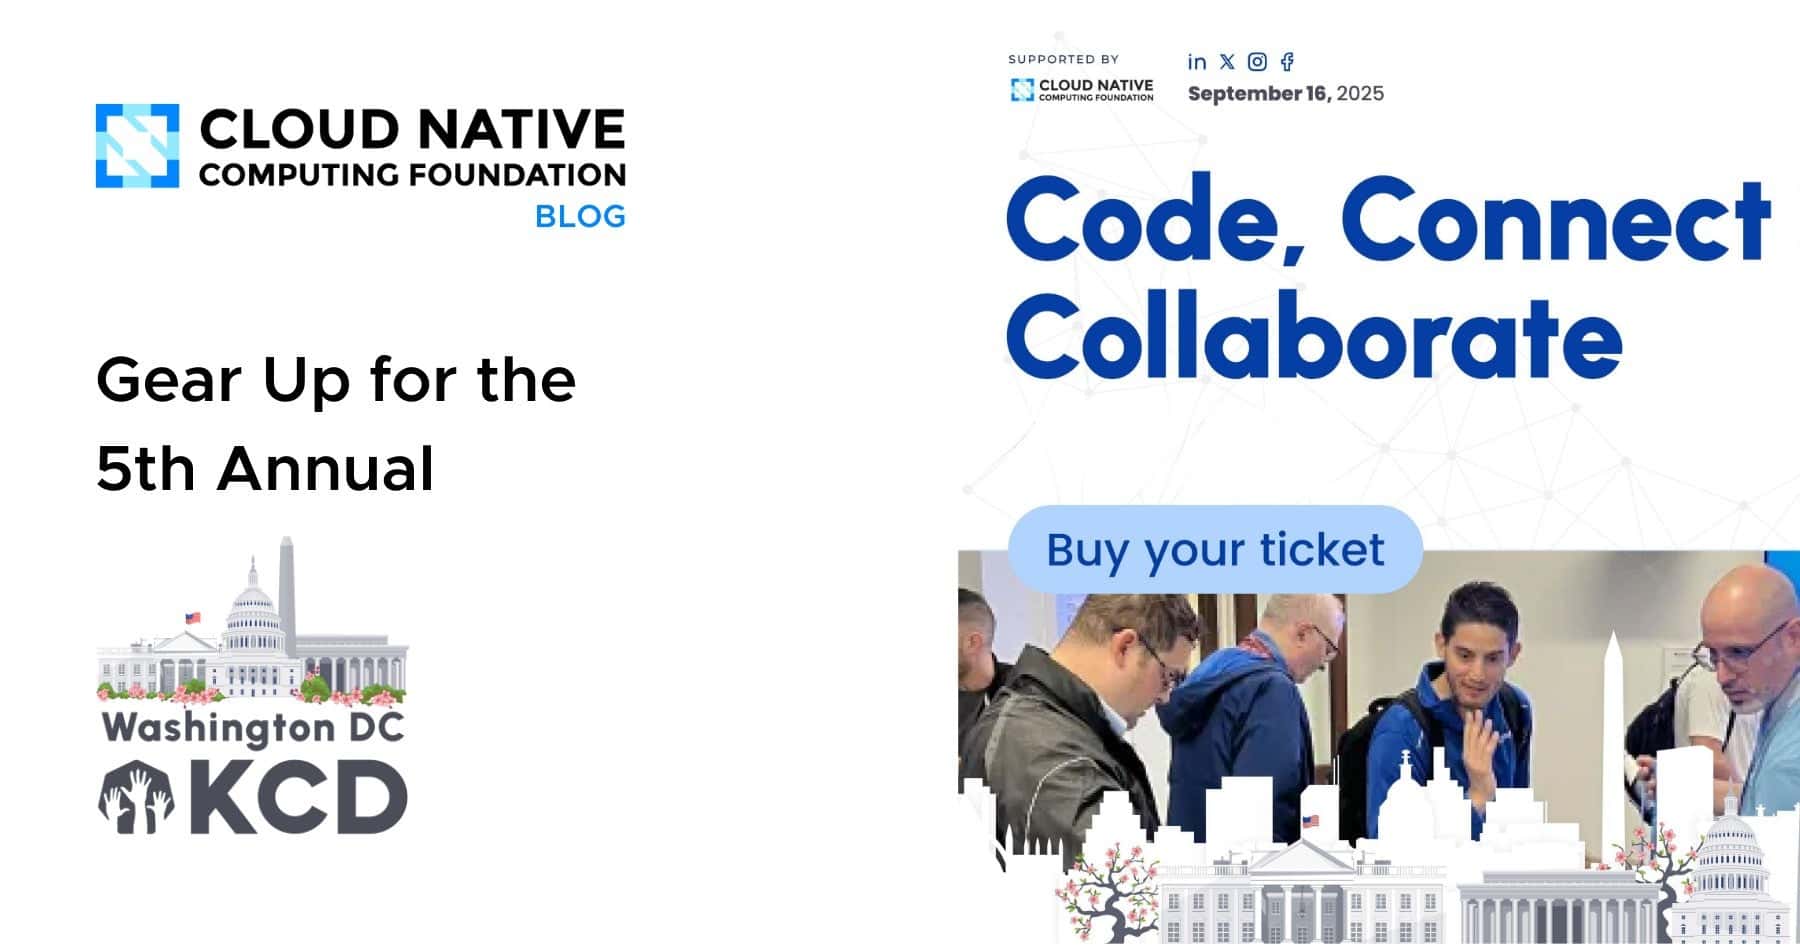 CLOUD NATIVE
COMPUTING FOUNDATION
BLOG
Gear Up for the
5th Annual
Washington DC
KCD
SUPPORTED BY
CLOUD NATIVE
COMPUTING FOUNDATION
in
September 16, 2025
Code, Connect
Collaborate
Buy your ticket